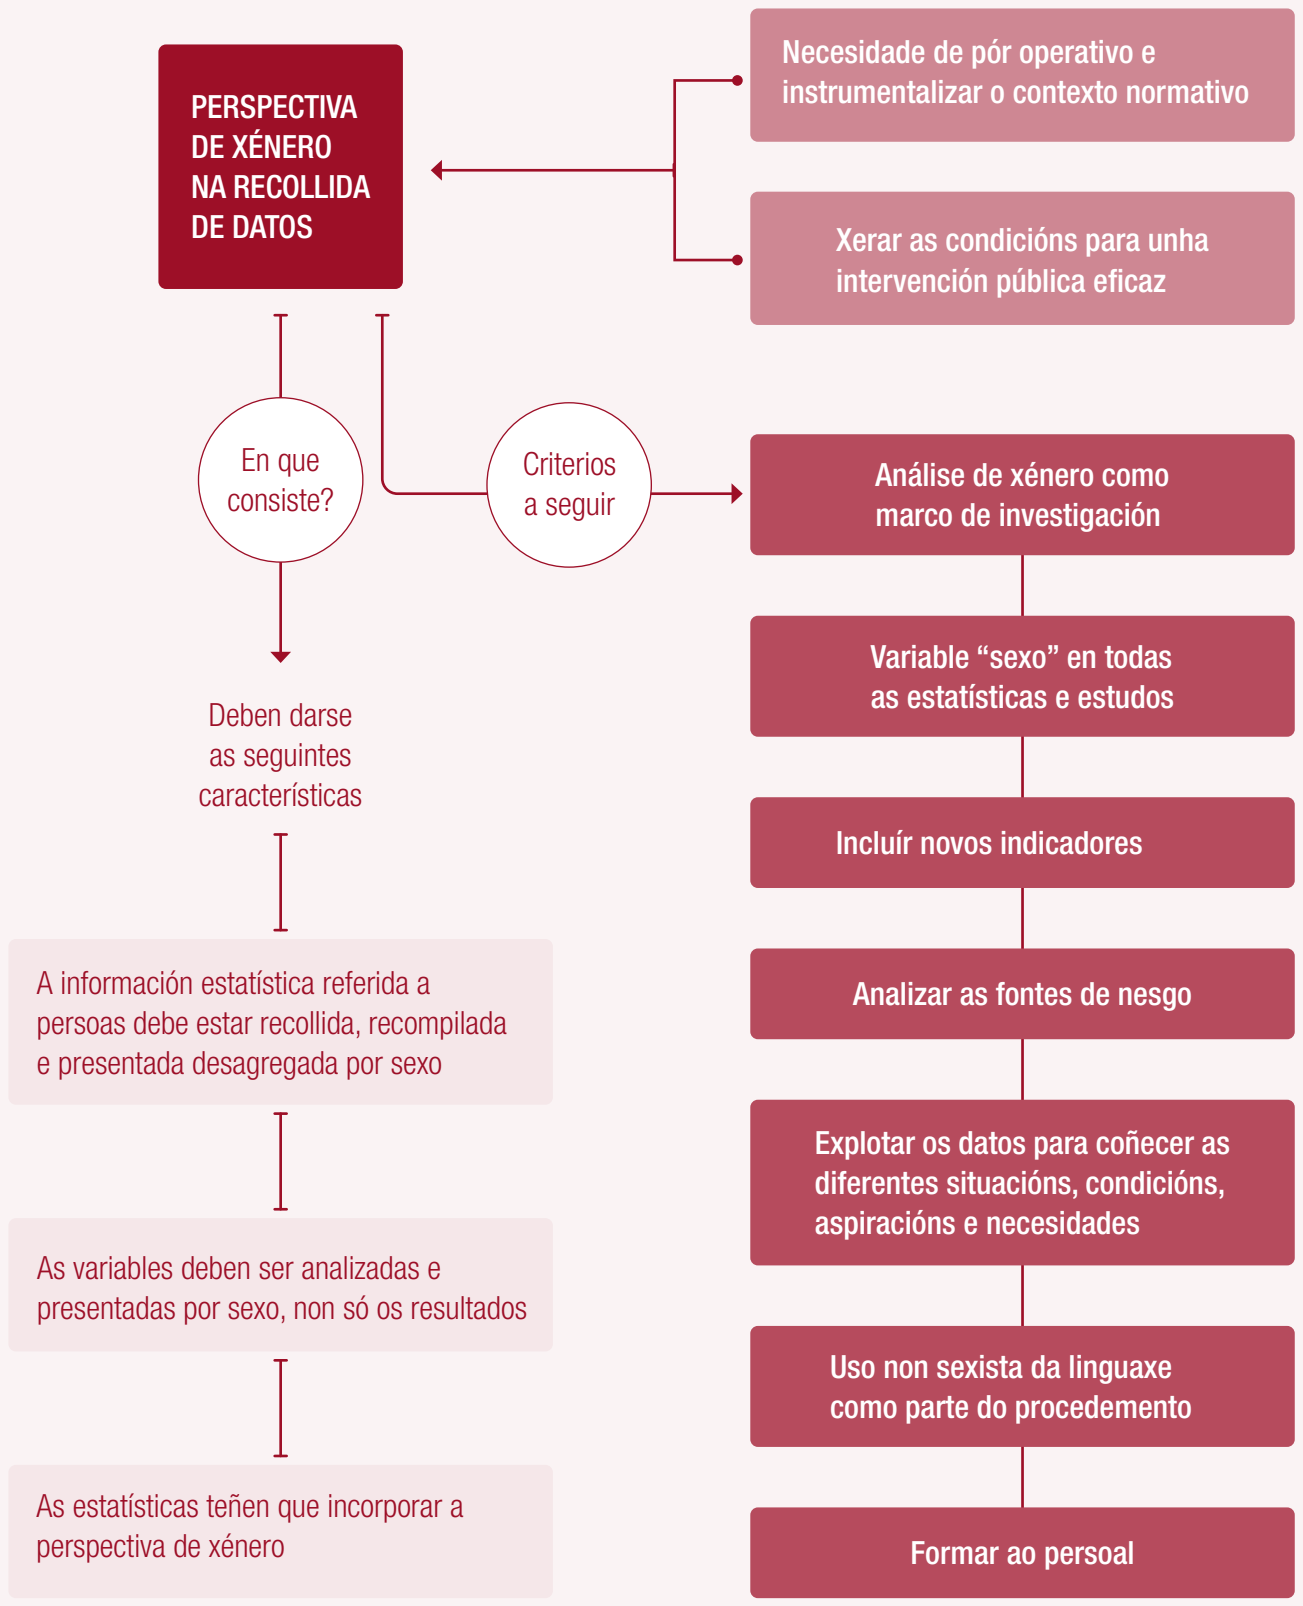 PERSPECTIVA
DE XÉNERO
NA RECOLLIDA
DE DATOS
Necesidade de pór operativo e
instrumentalizar o contexto normativo
Xerar as condicións para unha
intervención pública eficaz
En que
consiste?
Criterios
a seguir
Deben darse
as seguintes
características
A información estatística referida a
persoas debe estar recollida, recompilada
e presentada desagregada por sexo
As variables deben ser analizadas e
presentadas por sexo, non só os resultados
As estatísticas teñen que incorporar a
perspectiva de xénero
Análise de xénero como
marco de investigación
Variable “sexo” en todas
as estatísticas e estudos
Incluír novos indicadores
Analizar as fontes de nesgo
Explotar os datos para coñecer as
diferentes situacións, condicións,
aspiracións e necesidades
Uso non sexista da linguaxe
como parte do procedemento
Formar ao persoal